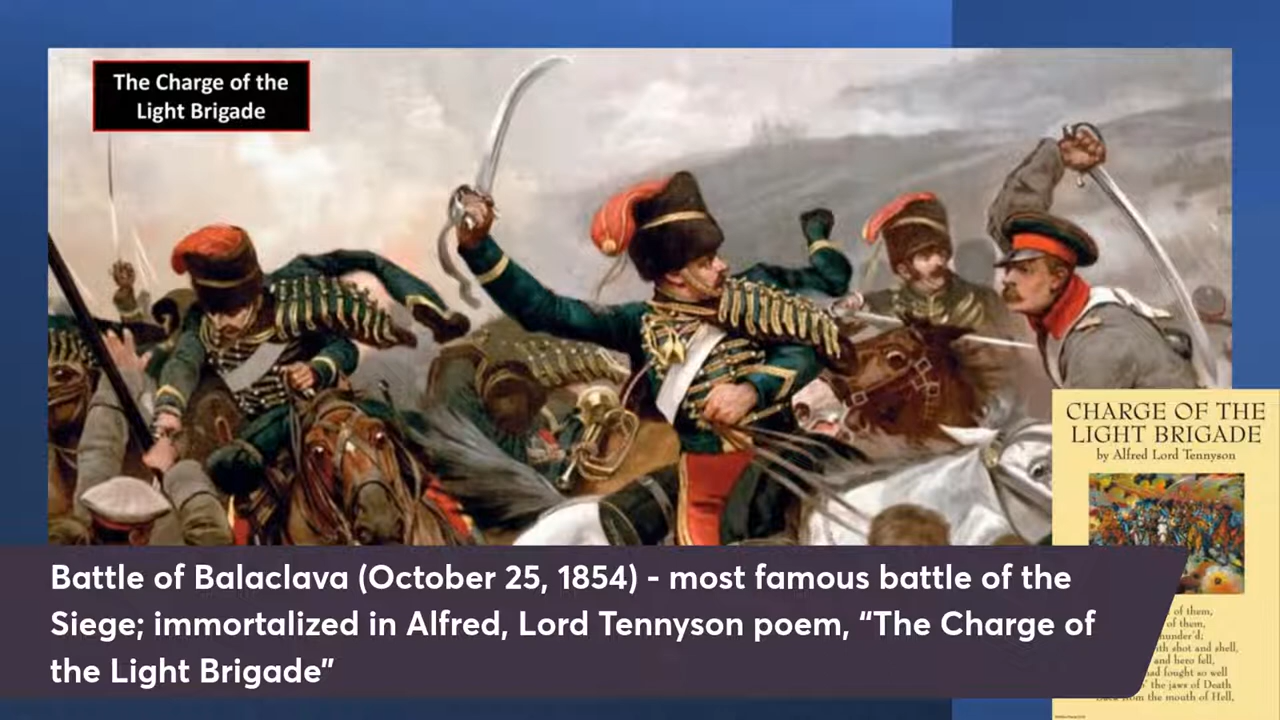 The Charge of the
Light Brigade
CHARGE OF THE
LIGHT BRIGADE
by Alfred Lord Tennyson
of them,
of them,
shot and shell,
and hero fell,
had fought so well
the jaws of Death
from the mouth of Hell,
Battle of Balaclava (October 25, 1854) - most famous battle of the
Siege; immortalized in Alfred, Lord Tennyson poem, “The Charge of
the Light Brigade”